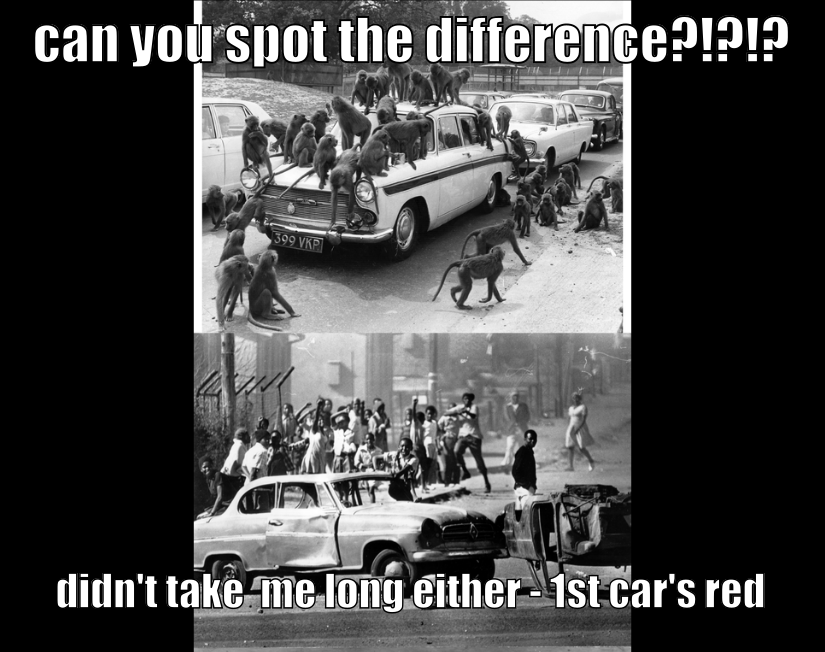 can you spot the difference?!?!?
399 VKP
didn't take me long either - 1st car's red